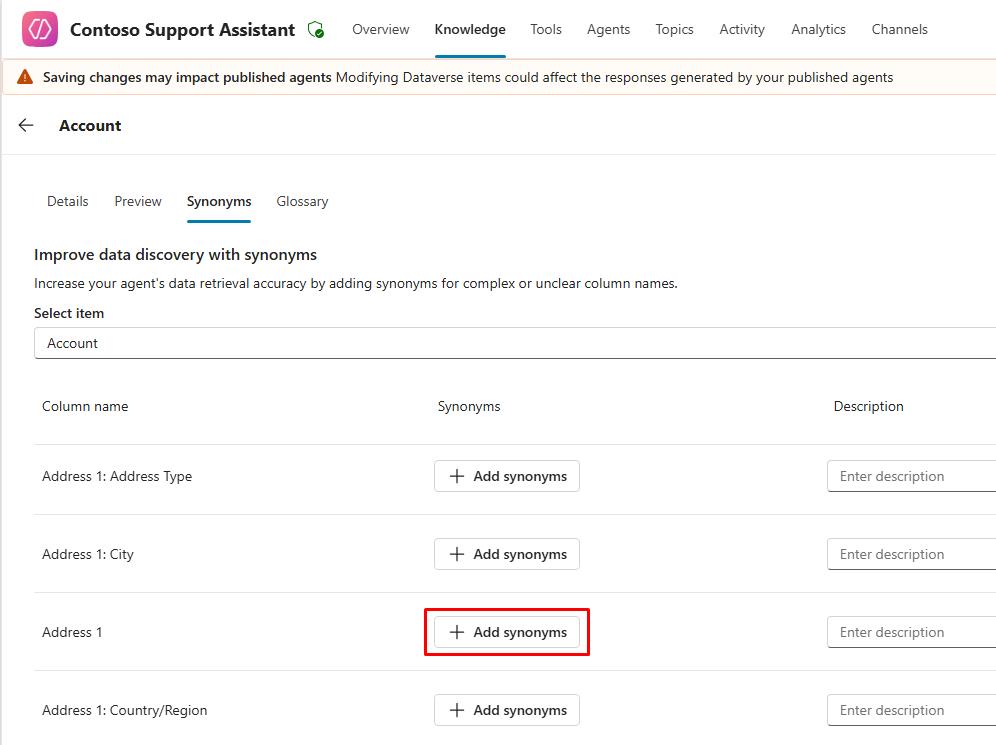 Contoso Support Assistant Overview Knowledge Tools Agents Topics Activity Analytics Channels
Saving changes may impact published agents Modifying Dataverse items could affect the responses generated by your published agents
Account
Details Preview Synonyms Glossary
Improve data discovery with synonyms
Increase your agent's data retrieval accuracy by adding synonyms for complex or unclear column names.
Select item
Account
Column name Synonyms Description
Address 1: Address Type + Add synonyms Enter description
Address 1: City + Add synonyms Enter description
Address 1 + Add synonyms Enter description
Address 1: Country/Region + Add synonyms Enter description